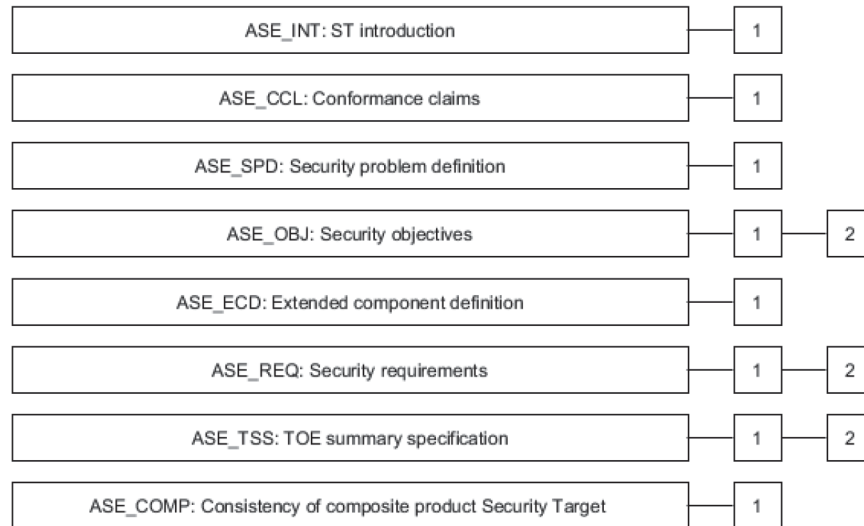 ASE_INT: ST introduction 1
ASE_CCL: Conformance claims 1
ASE_SPD: Security problem definition 1
ASE_OBJ: Security objectives 1 2
ASE_ECD: Extended component definition 1
ASE_REQ: Security requirements 1 2
ASE_TSS: TOE summary specification 1 2
ASE_COMP: Consistency of composite product Security Target 1